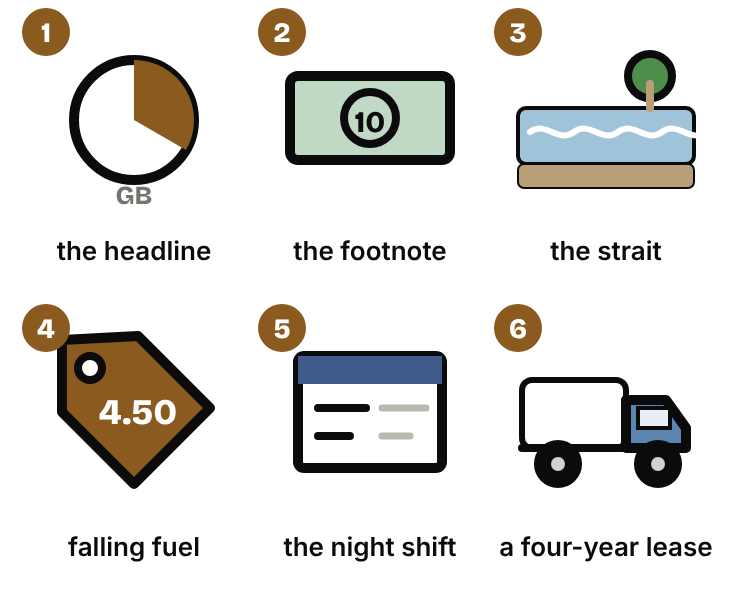 1
2
3
GB
10
the headline
the footnote
the strait
4
5
6
4.50
falling fuel
the night shift
a four-year lease